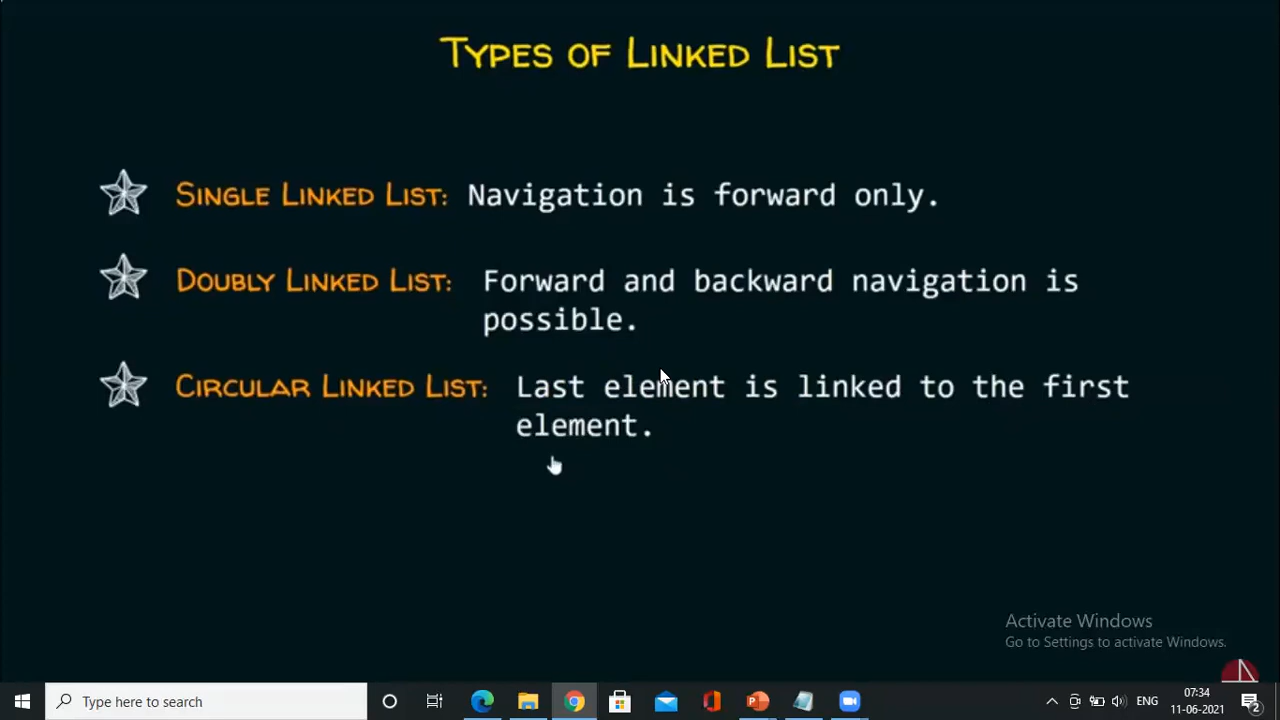 TYPES OF LINKED LIST
SINGLE LINKED LIST: Navigation is forward only.
DOUBLY LINKED LIST: Forward and backward navigation is
possible.
CIRCULAR LINKED LIST: Last element is linked to the first
element.
Activate Windows
Go to Settings to activate Windows.
Type here to search
ENG
07:34
11-06-2021
2